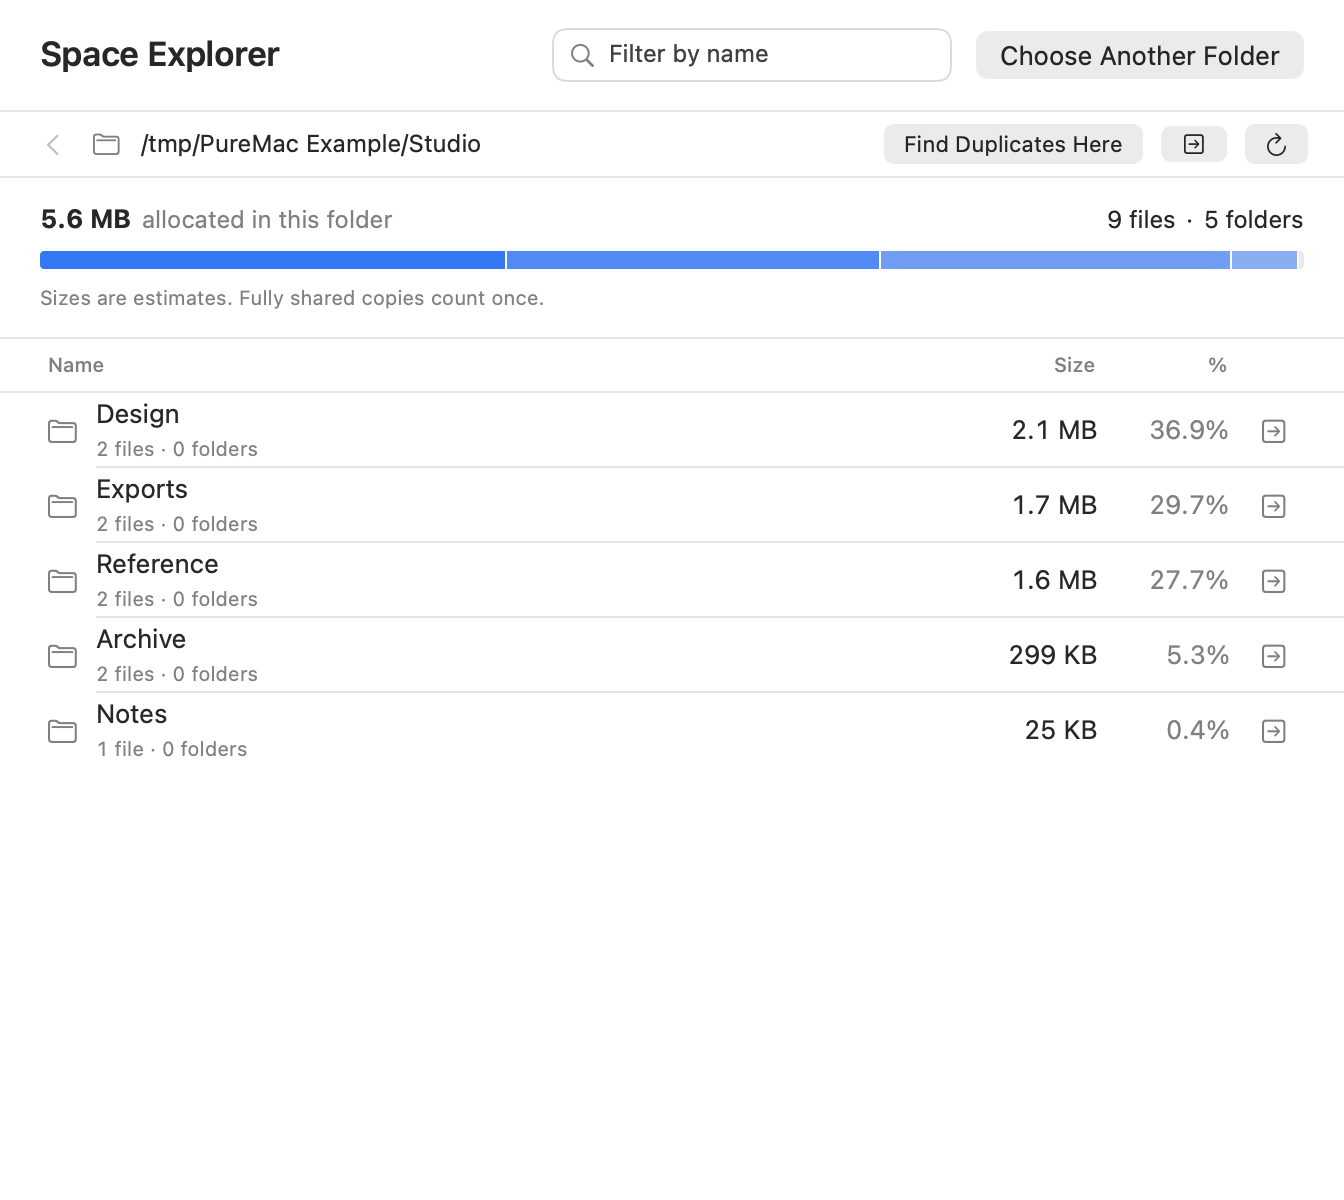 Space Explorer
Filter by name
Choose Another Folder
/tmp/PureMac Example/Studio
Find Duplicates Here
5.6 MB allocated in this folder
9 files · 5 folders
Sizes are estimates. Fully shared copies count once.
Name Size %
Design
2 files · 0 folders
2.1 MB 36.9%
Exports
2 files · 0 folders
1.7 MB 29.7%
Reference
2 files · 0 folders
1.6 MB 27.7%
Archive
2 files · 0 folders
299 KB 5.3%
Notes
1 file · 0 folders
25 KB 0.4%